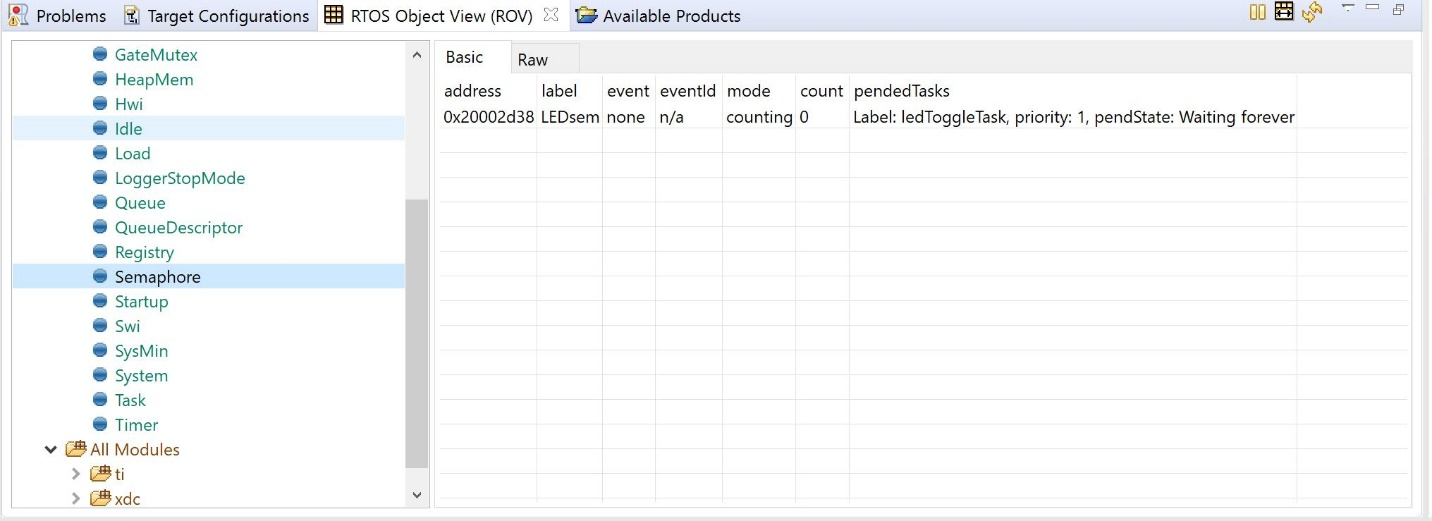 Problems Target Configurations RTOS Object View (ROV) Available Products
GateMutex
HeapMem
Hwi
Idle
Load
LoggerStopMode
Queue
QueueDescriptor
Registry
Semaphore
Startup
Swi
SysMin
System
Task
Timer
All Modules
ti
xdc
Basic Raw
address label event eventId mode count pendedTasks
0x20002d38 LEDsem none n/a counting 0 Label: ledToggleTask, priority: 1, pendState: Waiting forever